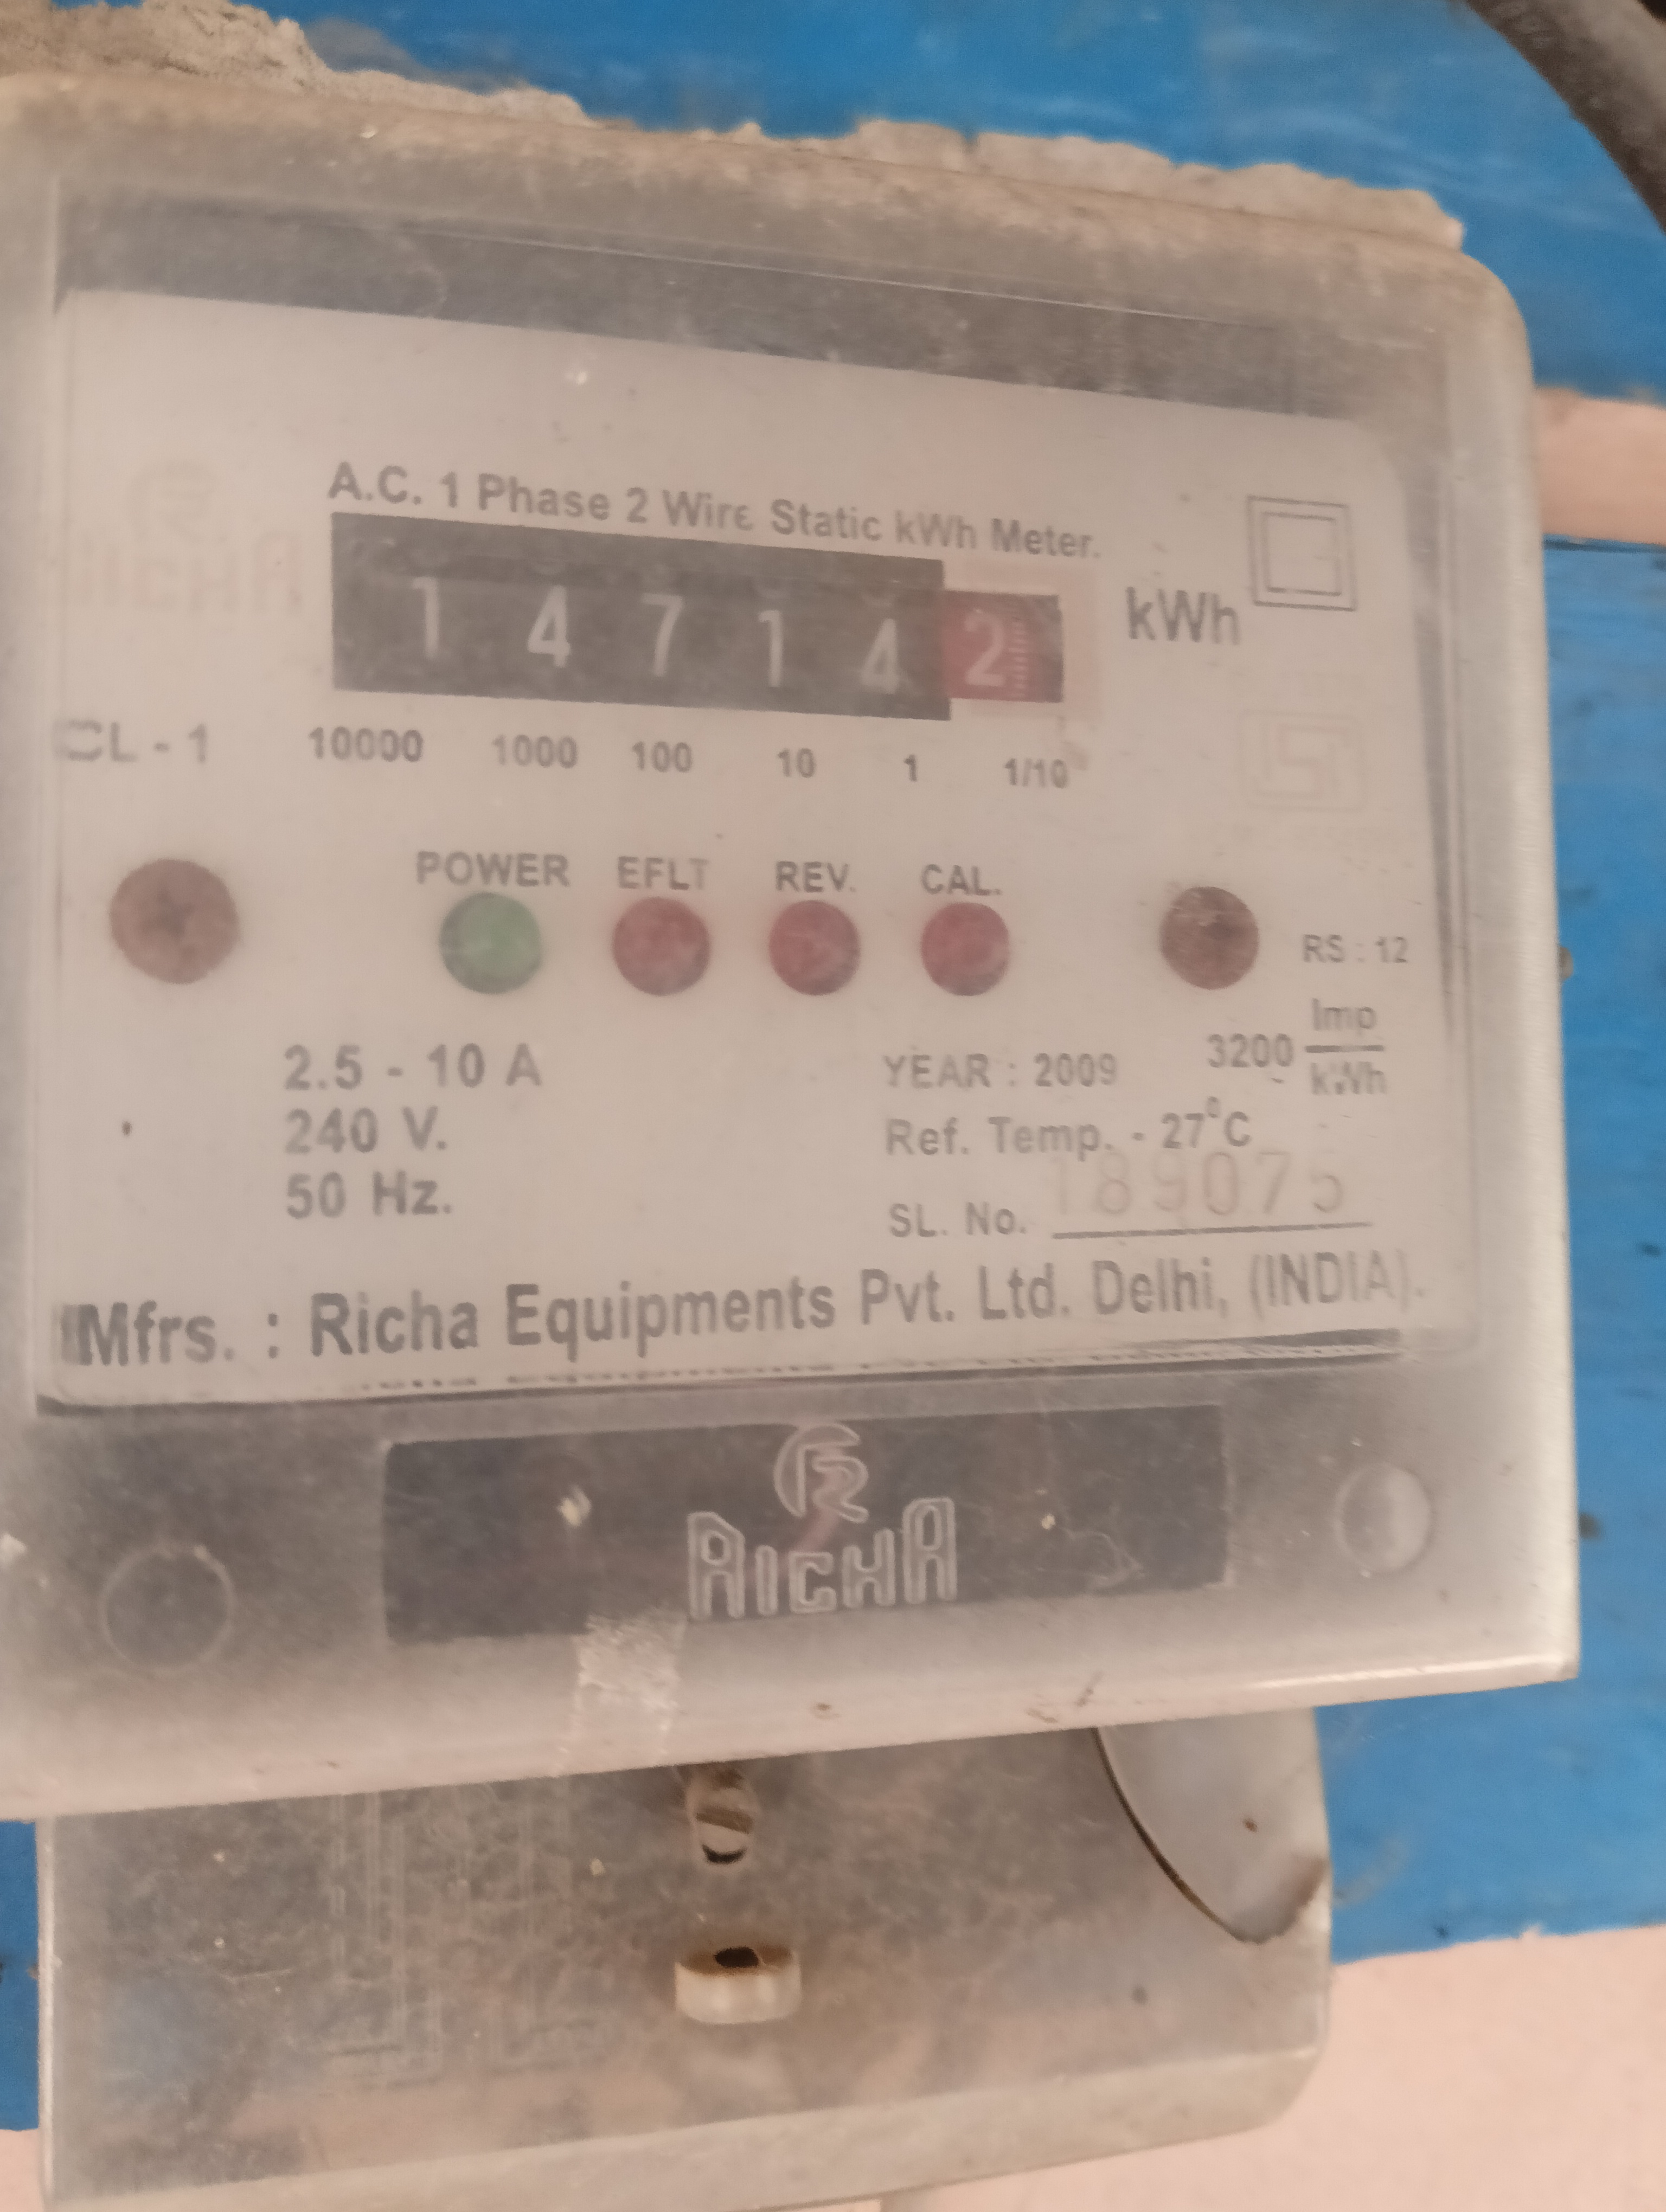 A.C. 1 Phase 2 Wire Static kWh Meter.
1 4 7 1 4 2 kWh
CL - 1 10000 1000 100 10 1 1/10
POWER EFLT REV. CAL.
RS : 12
2.5 - 10 A
240 V.
50 Hz.
YEAR : 2009
3200 Imp
kWh
Ref. Temp. - 27°C
SL. No. 189075
Mfrs. : Richa Equipments Pvt. Ltd. Delhi, (INDIA).
RICHA